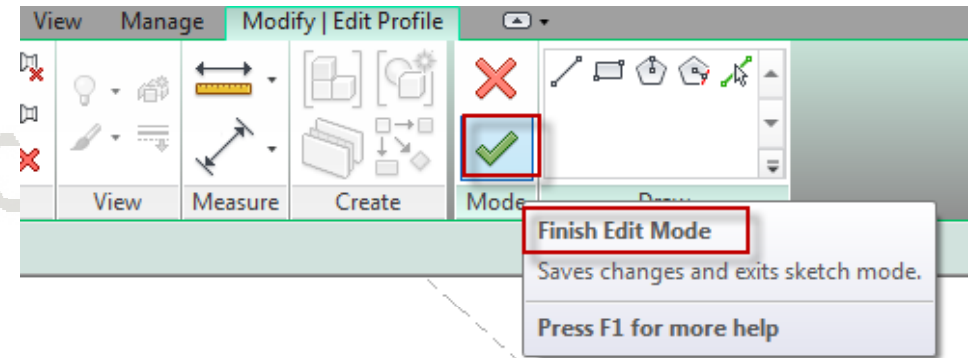 View Manage Modify | Edit Profile
View Measure Create Mode Draw
Finish Edit Mode
Saves changes and exits sketch mode.
Press F1 for more help